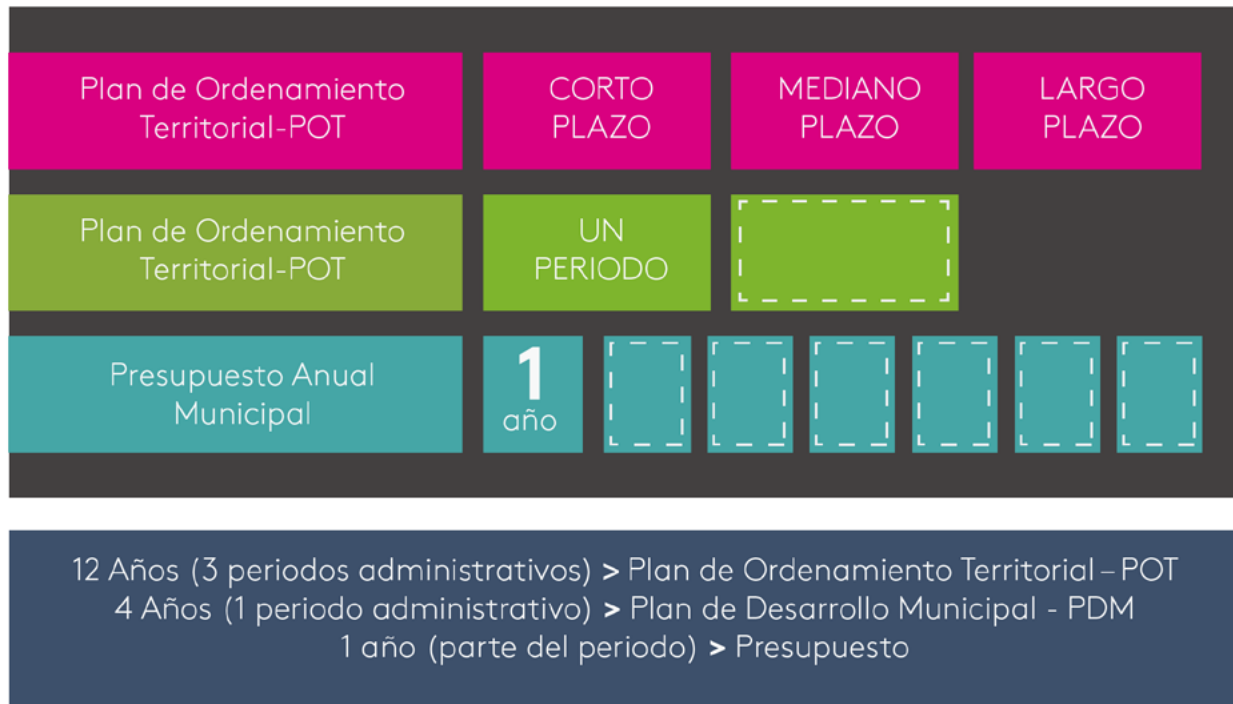 Plan de Ordenamiento
Territorial-POT
CORTO
PLAZO
MEDIANO
PLAZO
LARGO
PLAZO
Plan de Ordenamiento
Territorial-POT
UN
PERIODO
Presupuesto Anual
Municipal
1
año
12 Años (3 periodos administrativos) > Plan de Ordenamiento Territorial – POT
4 Años (1 periodo administrativo) > Plan de Desarrollo Municipal - PDM
1 año (parte del periodo) > Presupuesto